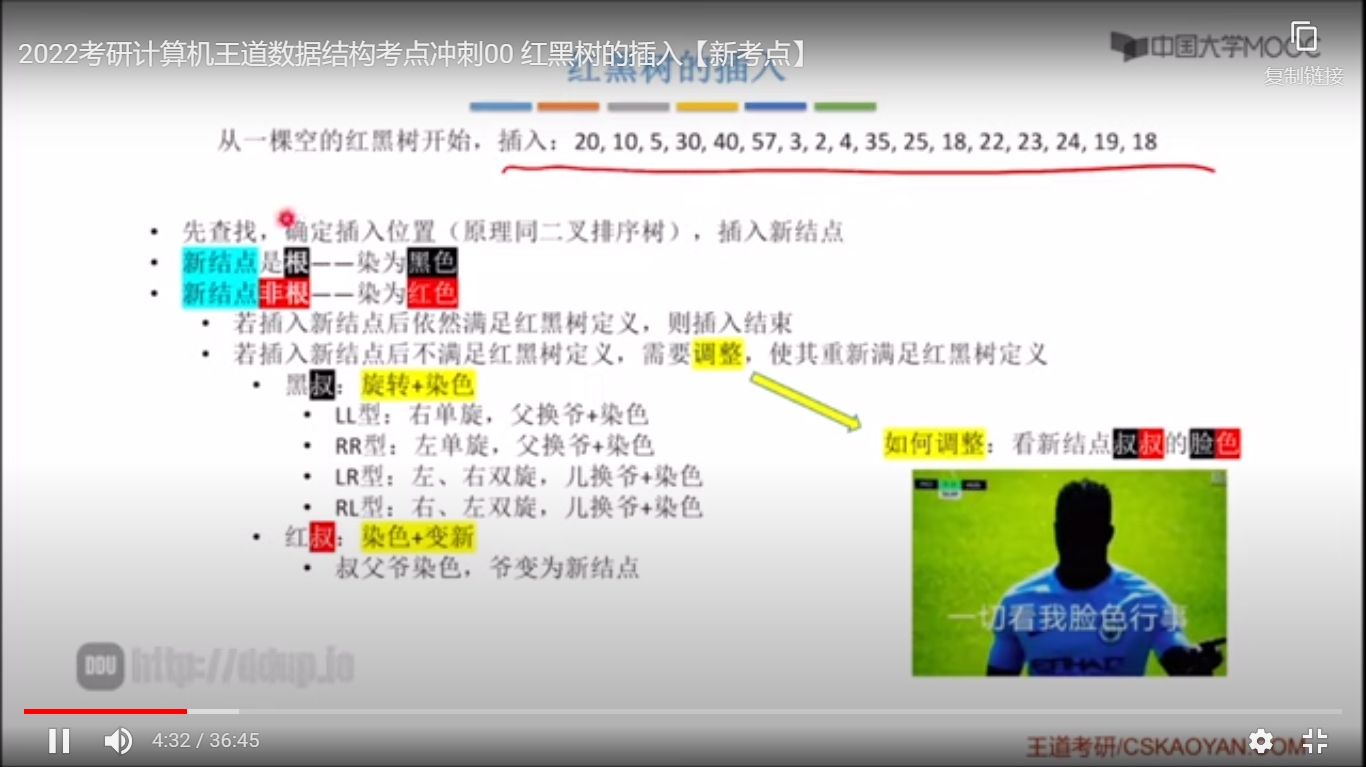 2022考研计算机王道数据结构考点冲刺00 红黑树的插入【新考点】
中国大学MOOC
复制链接
红黑树的插入
从一棵空的红黑树开始，插入：20, 10, 5, 30, 40, 57, 3, 2, 4, 35, 25, 18, 22, 23, 24, 19, 18
• 先查找，确定插入位置（原理同二叉排序树），插入新结点
• 新结点是根——染为黑色
• 新结点非根——染为红色
• 若插入新结点后依然满足红黑树定义，则插入结束
• 若插入新结点后不满足红黑树定义，需要调整，使其重新满足红黑树定义
• 黑叔：旋转+染色
• LL型：右单旋，父换爷+染色
• RR型：左单旋，父换爷+染色
• LR型：左、右双旋，儿换爷+染色
• RL型：右、左双旋，儿换爷+染色
• 红叔：染色+变新
• 叔父爷染色，爷变为新结点
如何调整：看新结点叔叔的脸色
一切看我脸色行事
ETIHAD
DDU http://ddup.io
4:32 / 36:45
王道考研/CSKAOYAN.COM